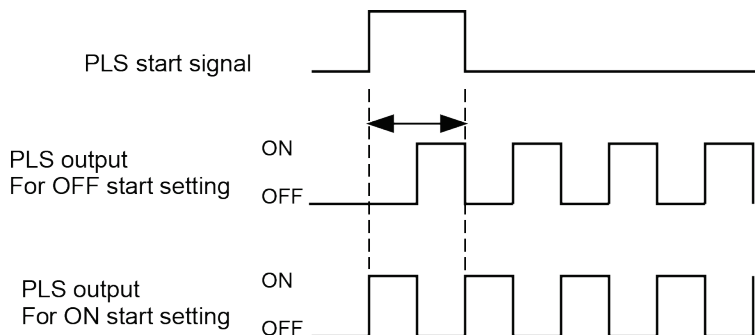 PLS start signal
PLS output
For OFF start setting
ON
OFF
PLS output
For ON start setting
ON
OFF